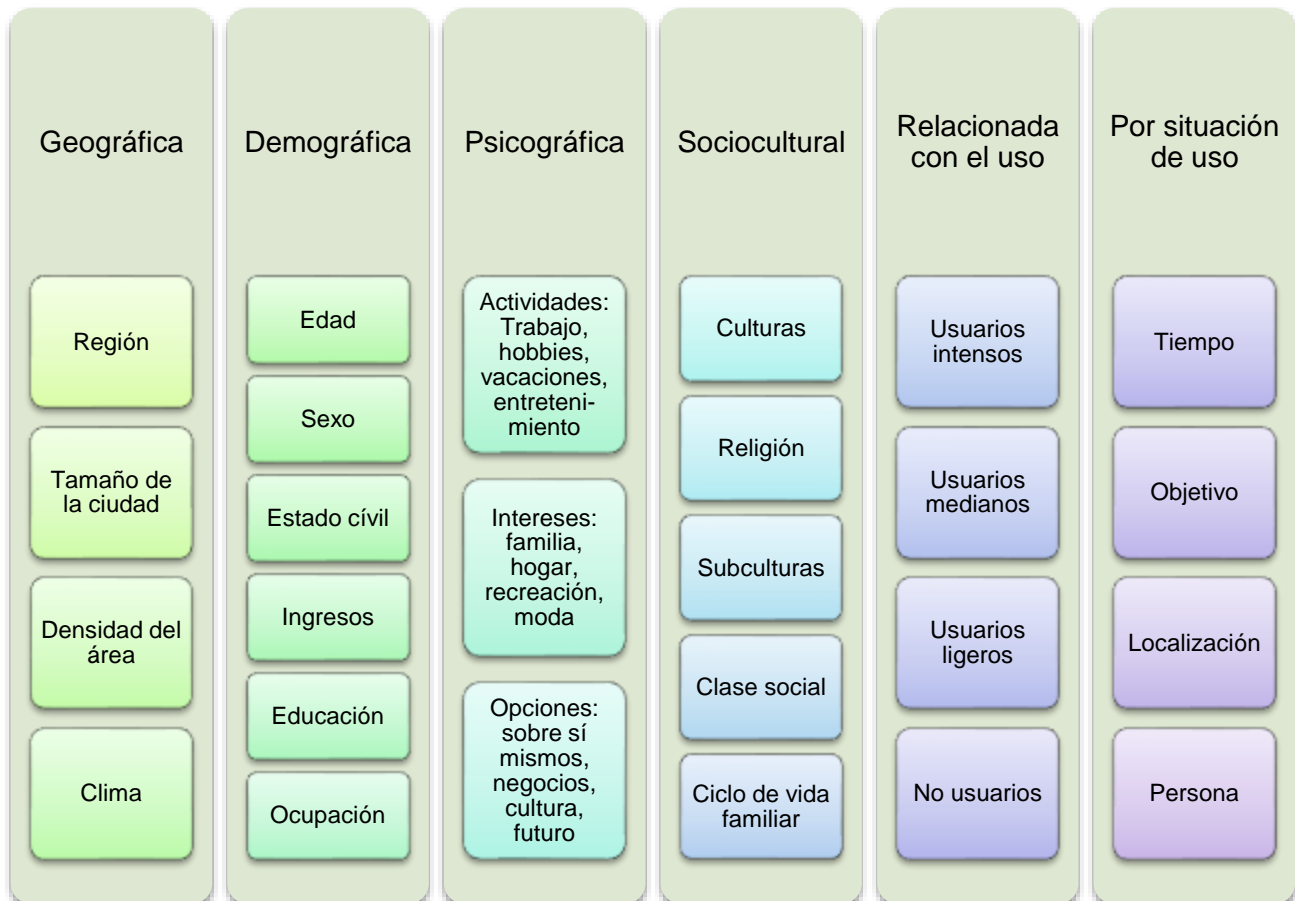 Geográfica
Región
Tamaño de
la ciudad
Densidad del
área
Clima
Demográfica
Edad
Sexo
Estado cívil
Ingresos
Educación
Ocupación
Psicográfica
Actividades:
Trabajo,
hobbies,
vacaciones,
entreteni-
miento
Intereses:
familia,
hogar,
recreación,
moda
Opciones:
sobre sí
mismos,
negocios,
cultura,
futuro
Sociocultural
Culturas
Religión
Subculturas
Clase social
Ciclo de vida
familiar
Relacionada
con el uso
Usuarios
intensos
Usuarios
medianos
Usuarios
ligeros
No usuarios
Por situación
de uso
Tiempo
Objetivo
Localización
Persona